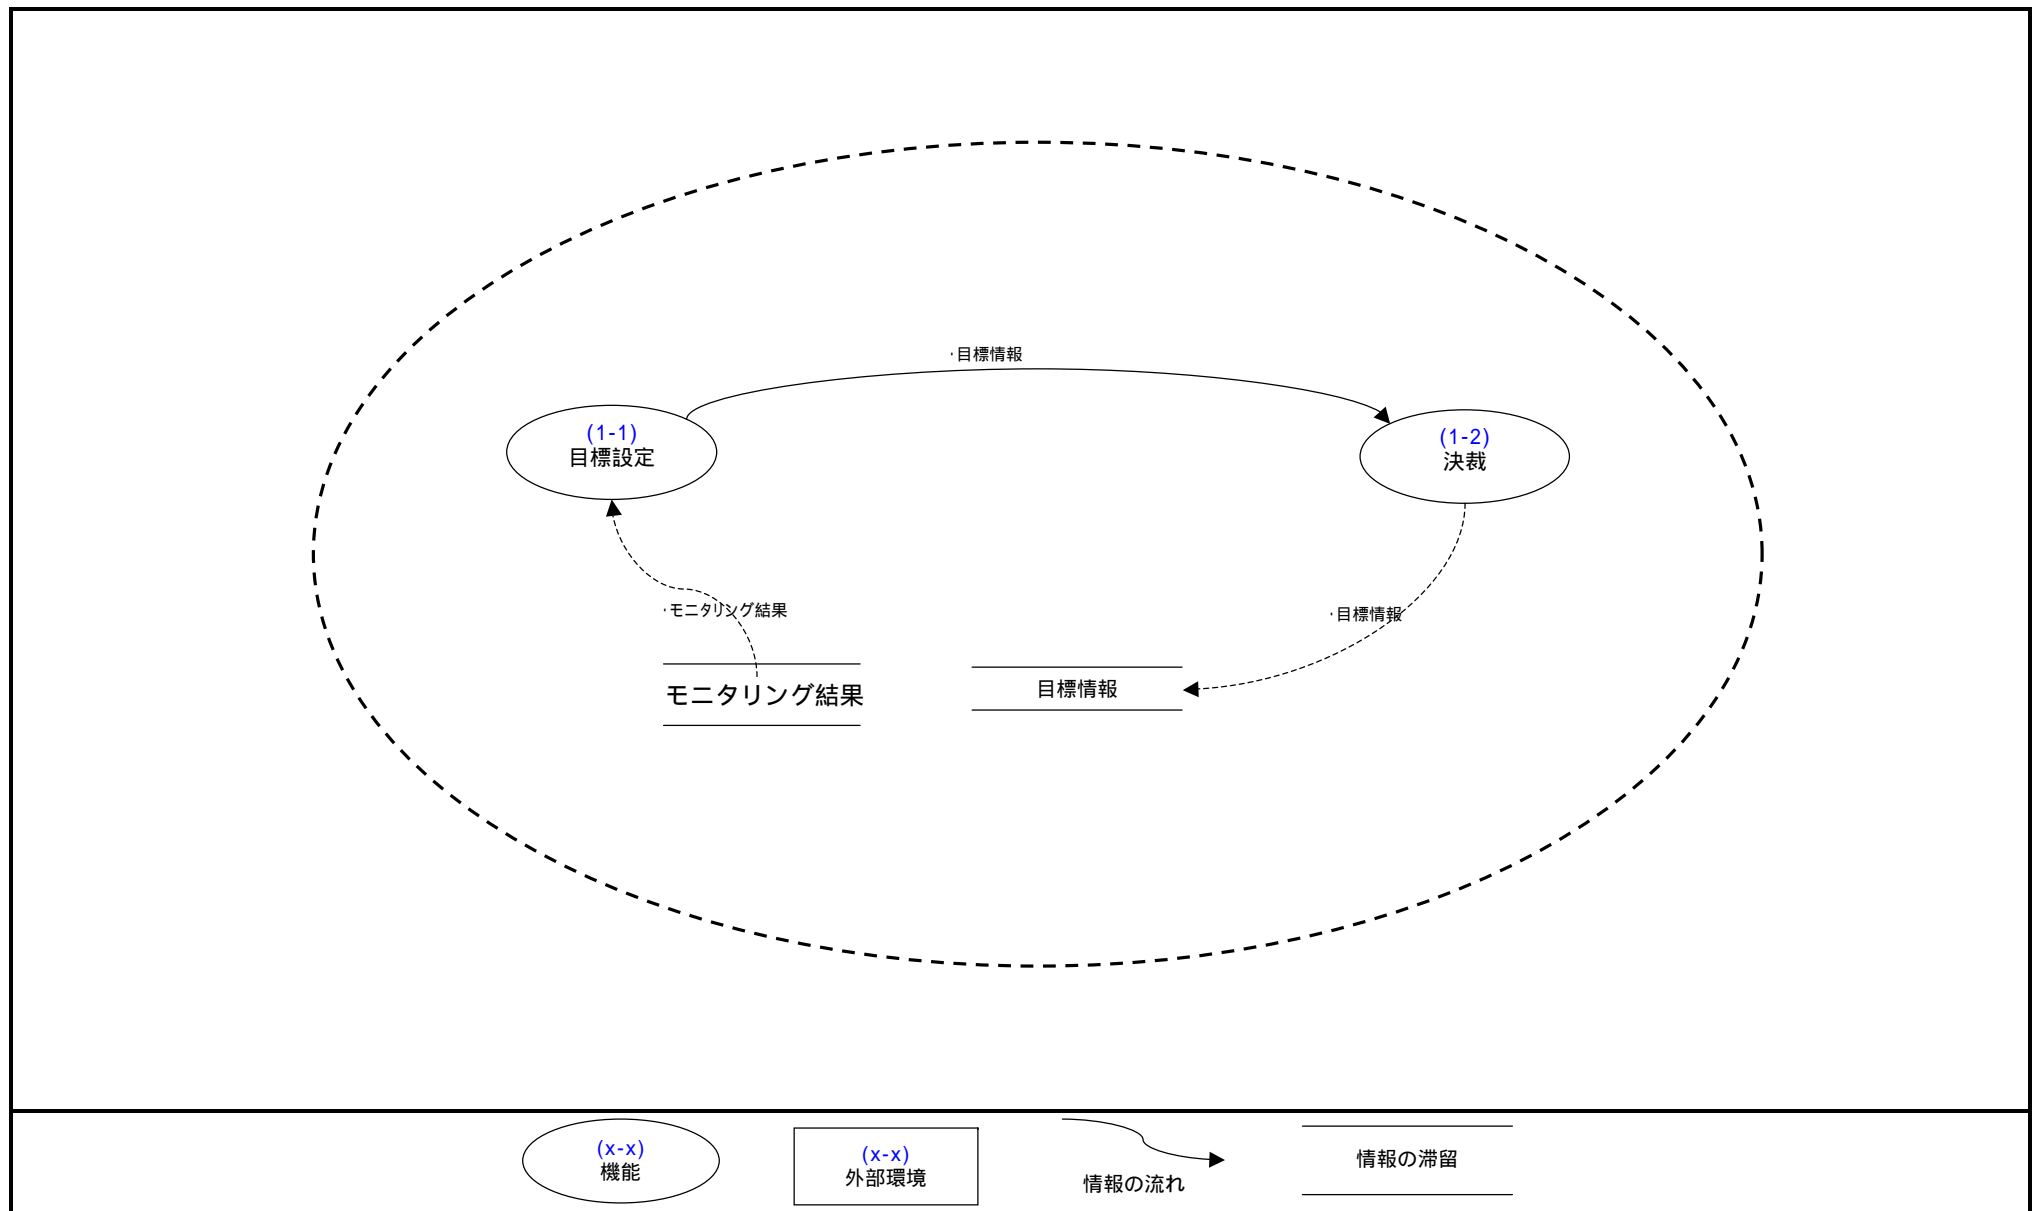 ・目標情報
(1-1)
目標設定
(1-2)
決裁
・モニタリング結果
・目標情報
モニタリング結果
目標情報
(x-x)
機能
(x-x)
外部環境
情報の流れ
情報の滞留